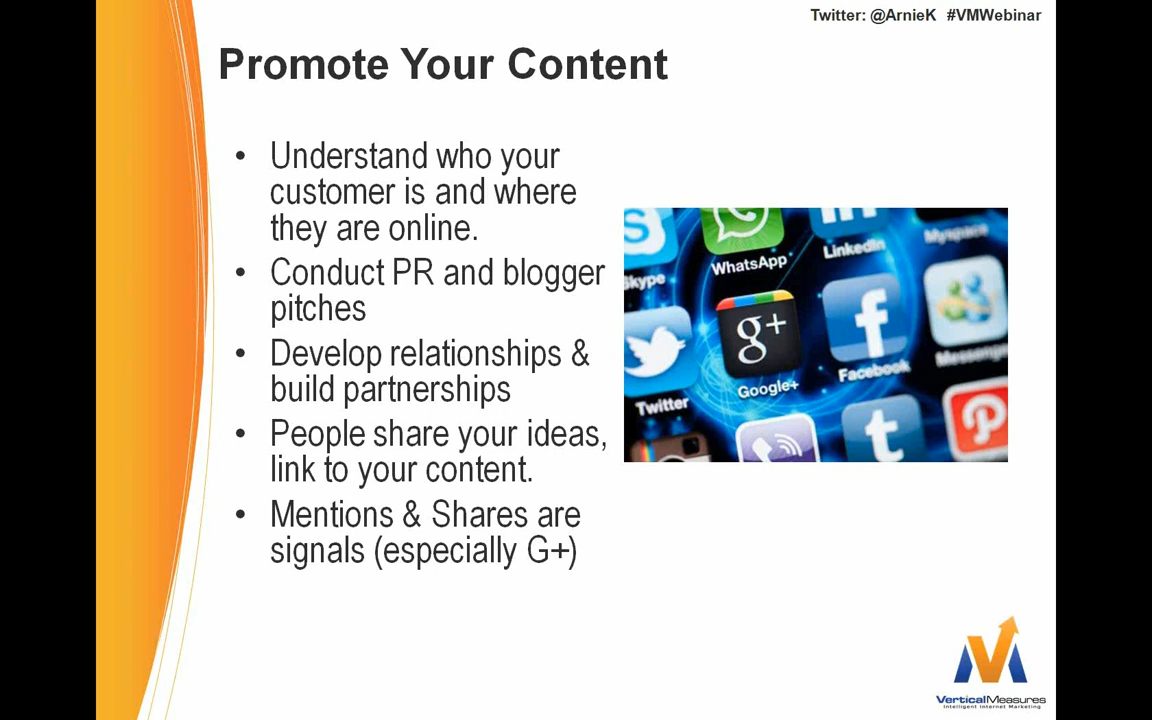 Twitter: @ArnieK #VMWebinar
Promote Your Content
• Understand who your
customer is and where
they are online.
• Conduct PR and blogger
pitches
• Develop relationships &
build partnerships
• People share your ideas,
link to your content.
• Mentions & Shares are
signals (especially G+)
Skype
WhatsApp
LinkedIn
Myspace
Twitter
g+
Google+
Facebook
Messenge
VerticalMeasures
Intelligent Internet Marketing